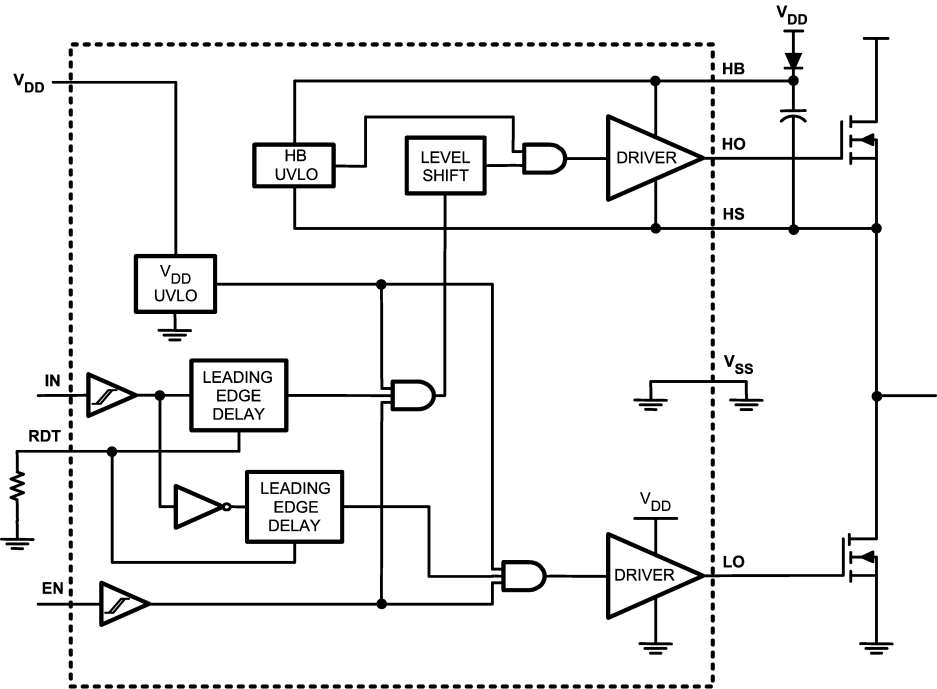 VDD
VDD
HB
HB
UVLO
LEVEL
SHIFT
DRIVER
HO
HS
VDD
UVLO
IN
LEADING
EDGE
DELAY
VSS
RDT
LEADING
EDGE
DELAY
VDD
EN
DRIVER
LO